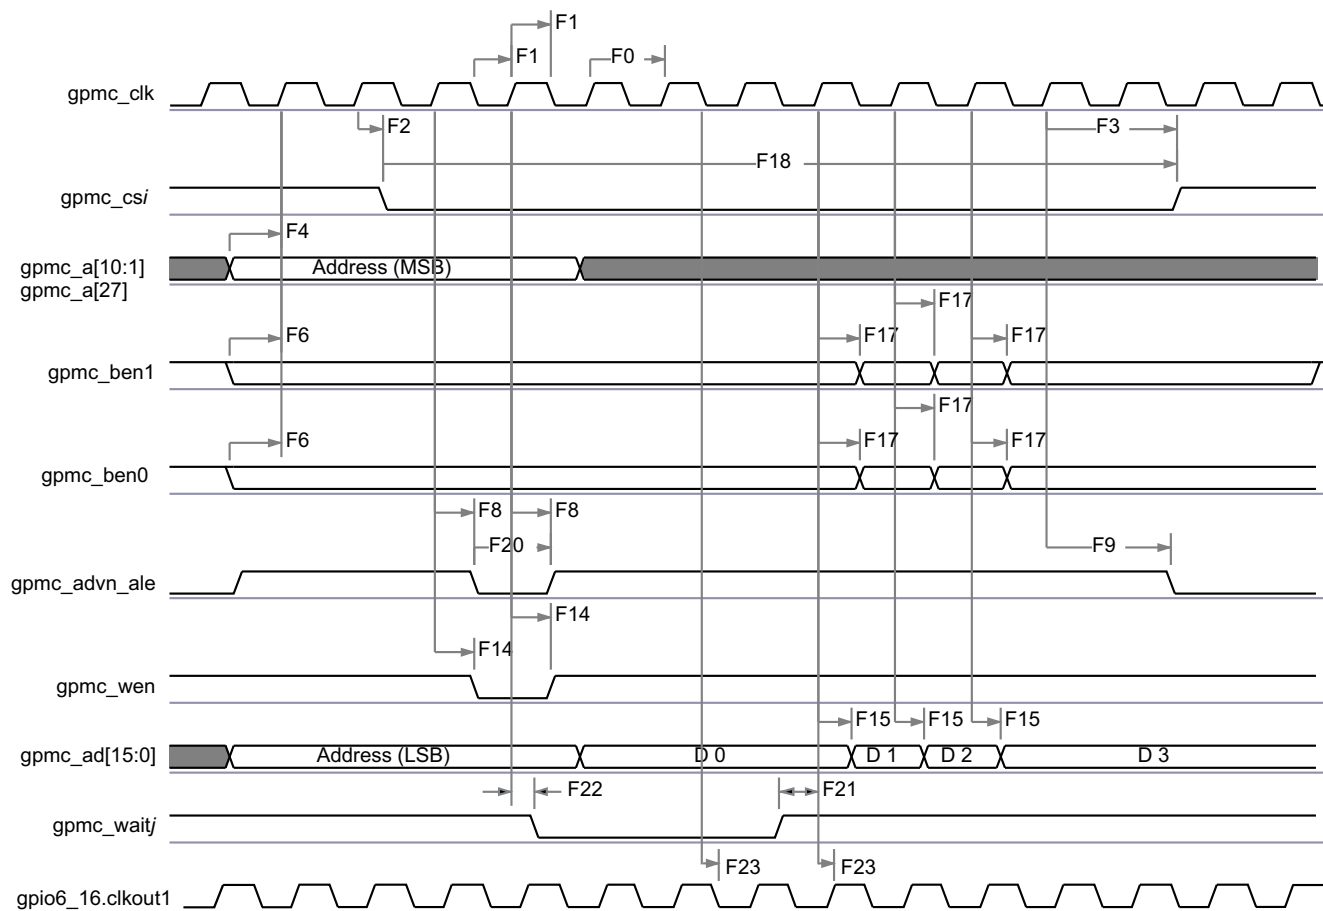 F1
F1
F0
gpmc_clk
F2
F3
F18
gpmc_csi
F4
gpmc_a[10:1]
Address (MSB)
gpmc_a[27]
F17
F6
F17
F17
gpmc_ben1
F17
F6
F17
F17
gpmc_ben0
F8
F8
F20
F9
gpmc_advn_ale
F14
F14
gpmc_wen
F15
F15
F15
gpmc_ad[15:0]
Address (LSB)
D 0
D 1
D 2
D 3
F22
F21
gpmc_waitj
F23
F23
gpio6_16.clkout1